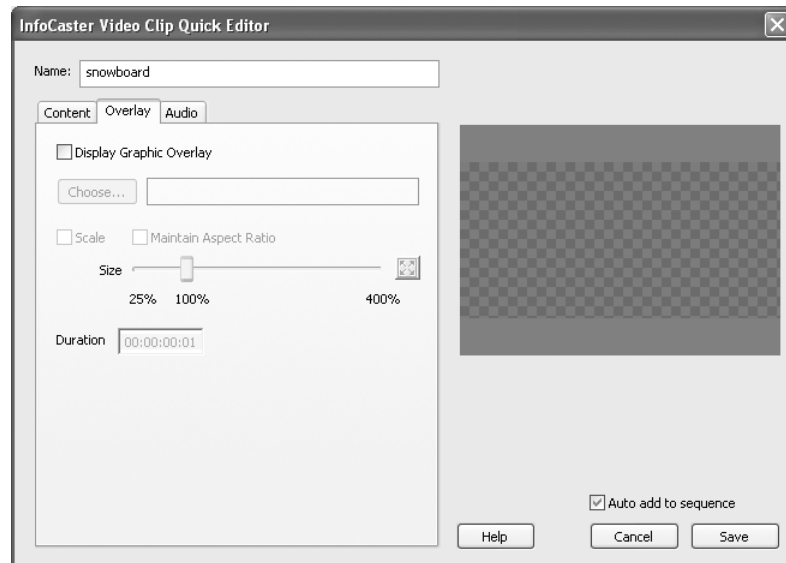 InfoCaster Video Clip Quick Editor
Name: snowboard
Content Overlay Audio
Display Graphic Overlay
Choose...
Scale Maintain Aspect Ratio
Size
25% 100% 400%
Duration 00:00:00:01
Auto add to sequence
Help Cancel Save